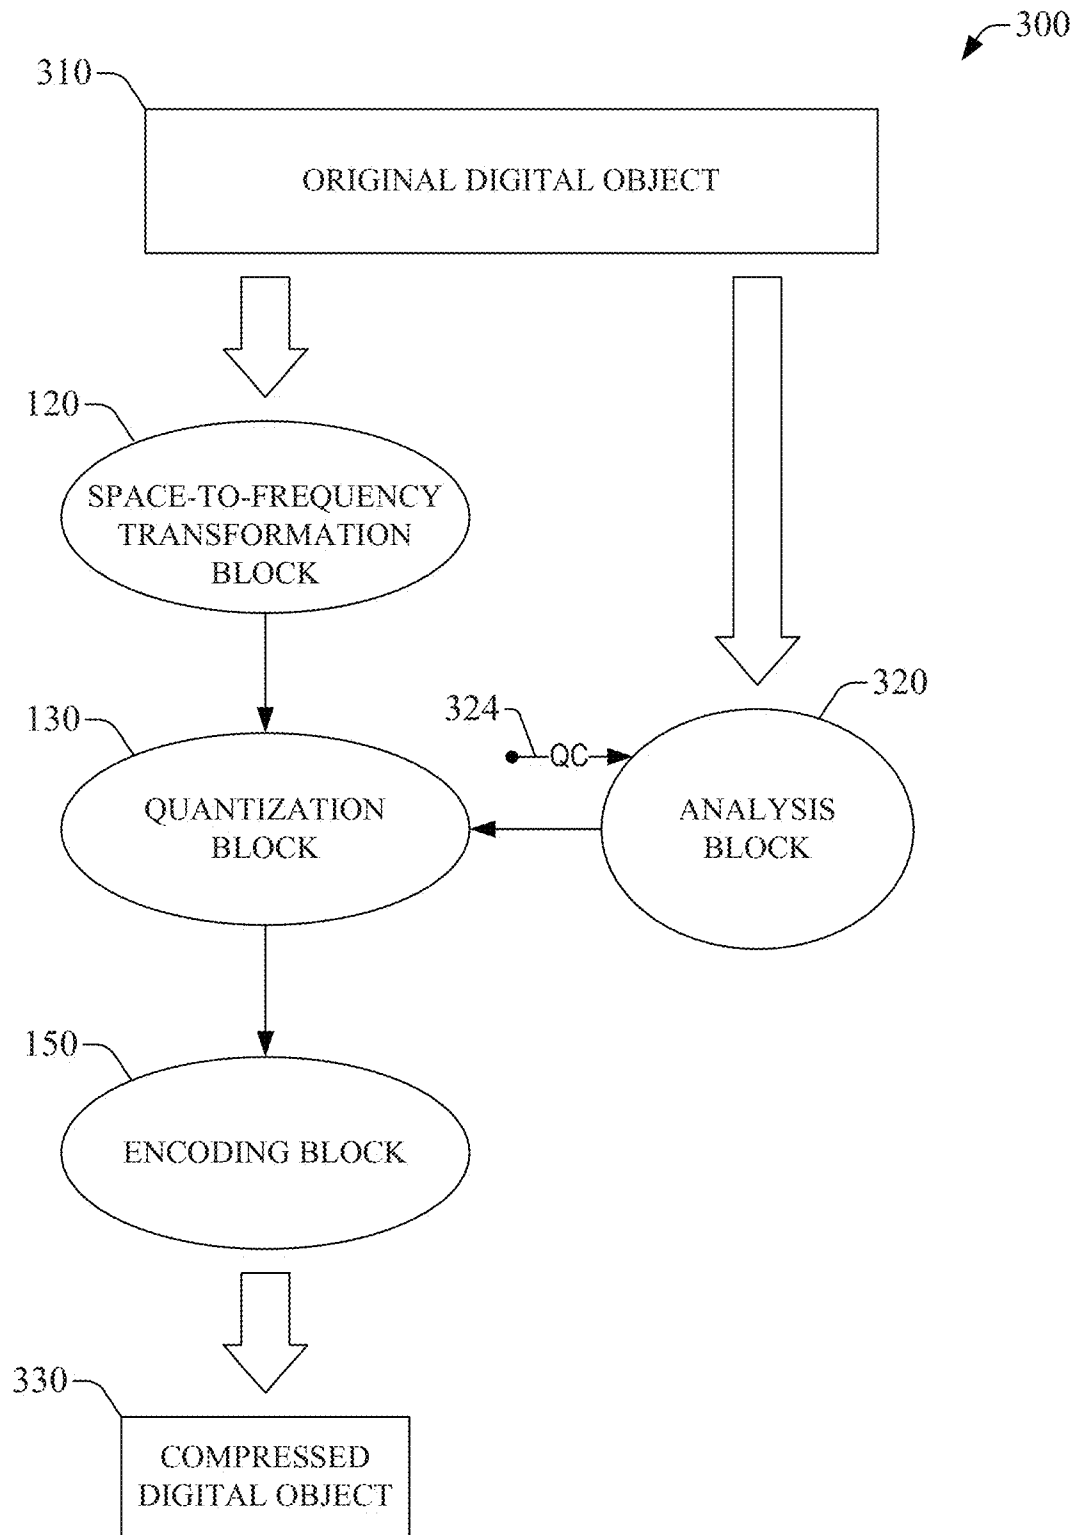 300
310
ORIGINAL DIGITAL OBJECT
120
SPACE-TO-FREQUENCY
TRANSFORMATION
BLOCK
320
324
QC
130
QUANTIZATION
BLOCK
ANALYSIS
BLOCK
150
ENCODING BLOCK
330
COMPRESSED
DIGITAL OBJECT